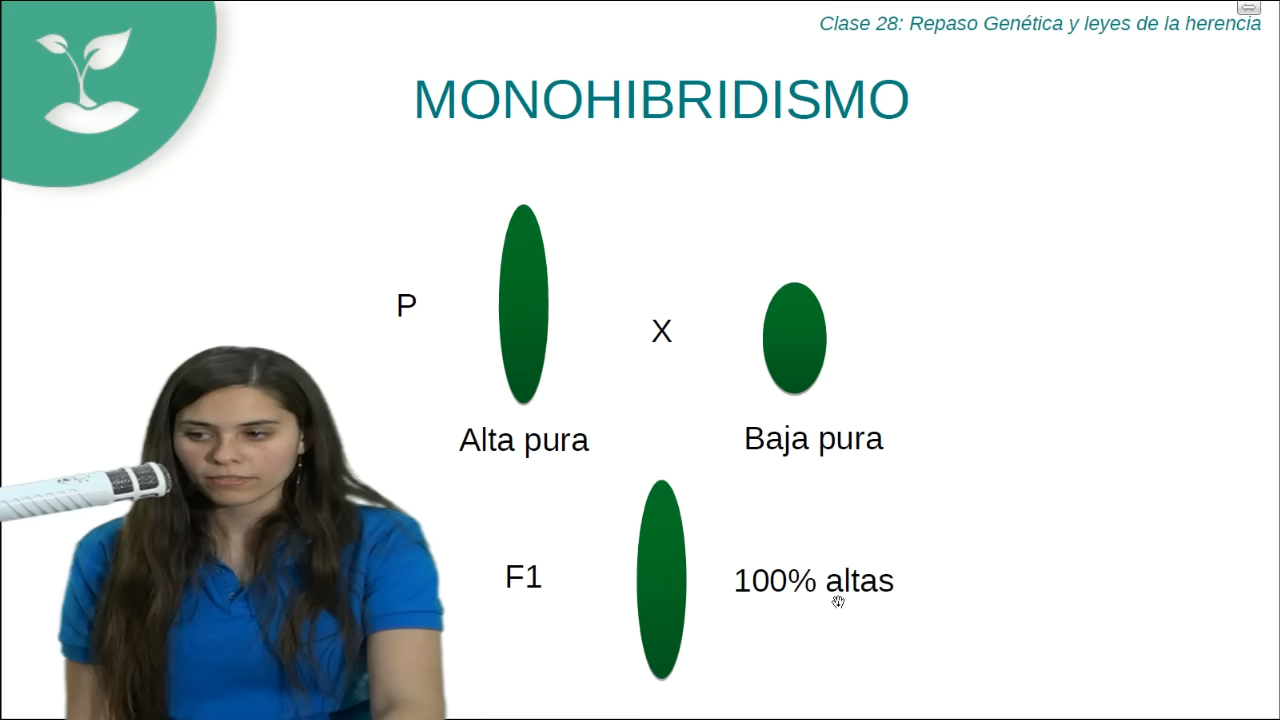 Clase 28: Repaso Genética y leyes de la herencia
MONOHIBRIDISMO
P
X
Alta pura
Baja pura
F1
100% altas